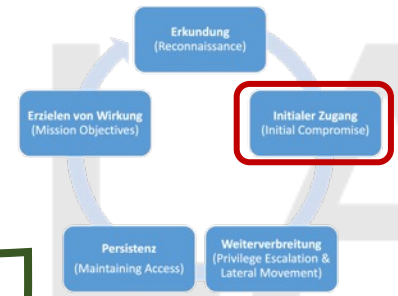 Erkundung
(Reconnaissance)
Initialer Zugang
(Initial Compromise)
Weiterverbreitung
(Privilege Escalation &
Lateral Movement)
Persistenz
(Maintaining Access)
Erzielen von Wirkung
(Mission Objectives)